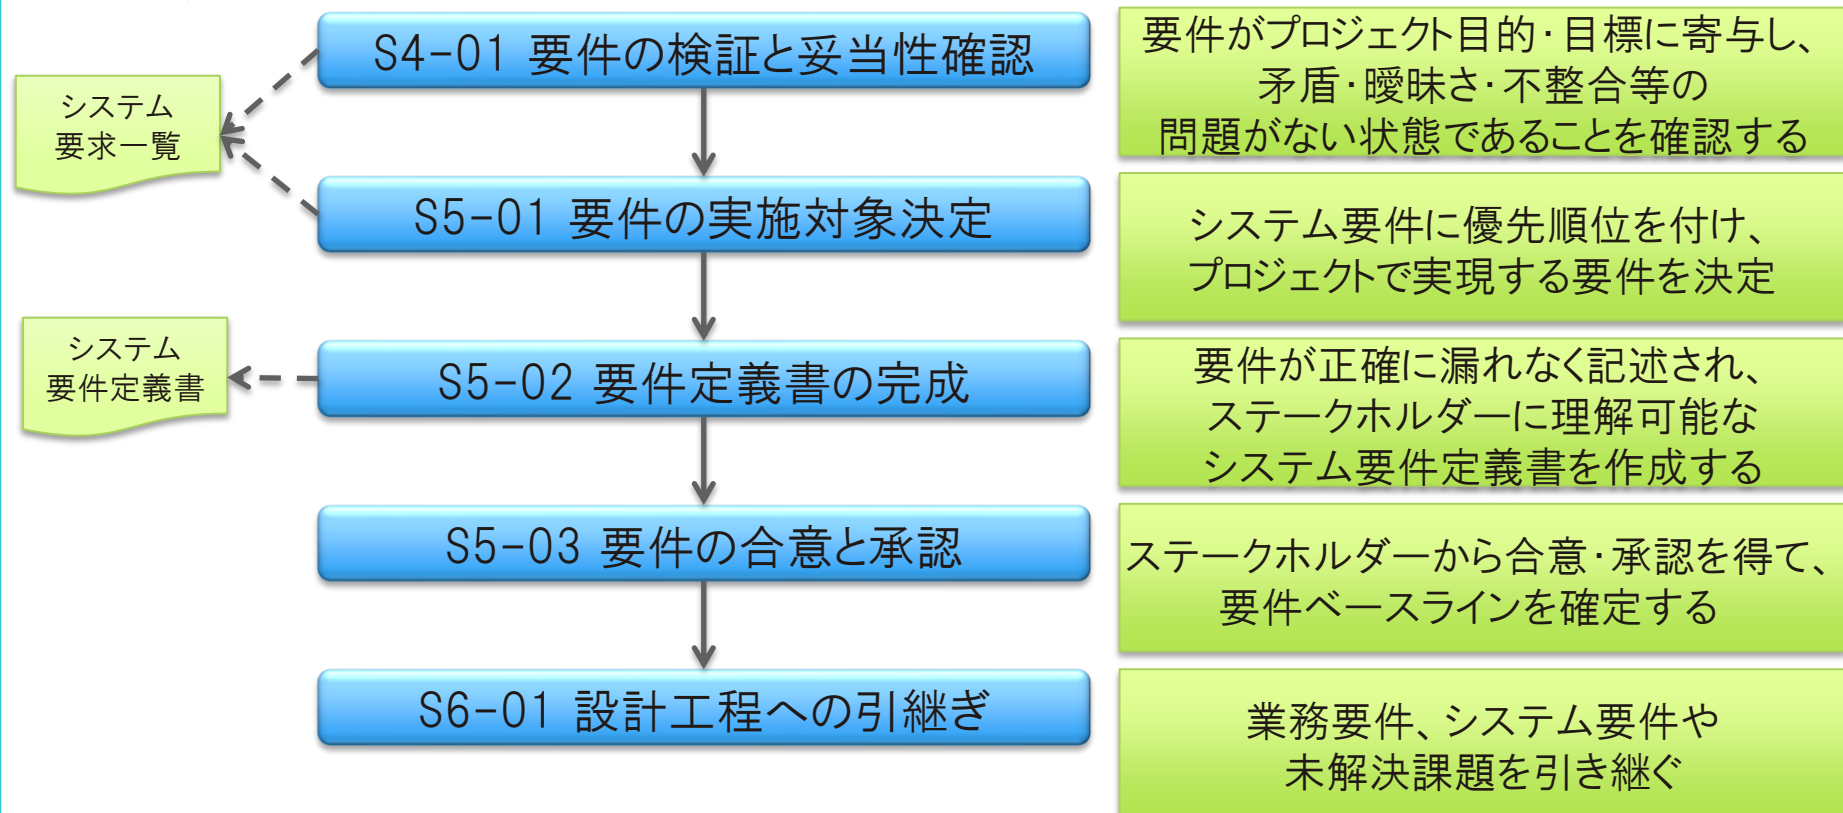 S4-01 要件の検証と妥当性確認
要件がプロジェクト目的・目標に寄与し、
矛盾・曖昧さ・不整合等の
問題がない状態であることを確認する
システム
要求一覧
S5-01 要件の実施対象決定
システム要件に優先順位を付け、
プロジェクトで実現する要件を決定
システム
要件定義書
S5-02 要件定義書の完成
要件が正確に漏れなく記述され、
ステークホルダーに理解可能な
システム要件定義書を作成する
S5-03 要件の合意と承認
ステークホルダーから合意・承認を得て、
要件ベースラインを確定する
S6-01 設計工程への引継ぎ
業務要件、システム要件や
未解決課題を引き継ぐ